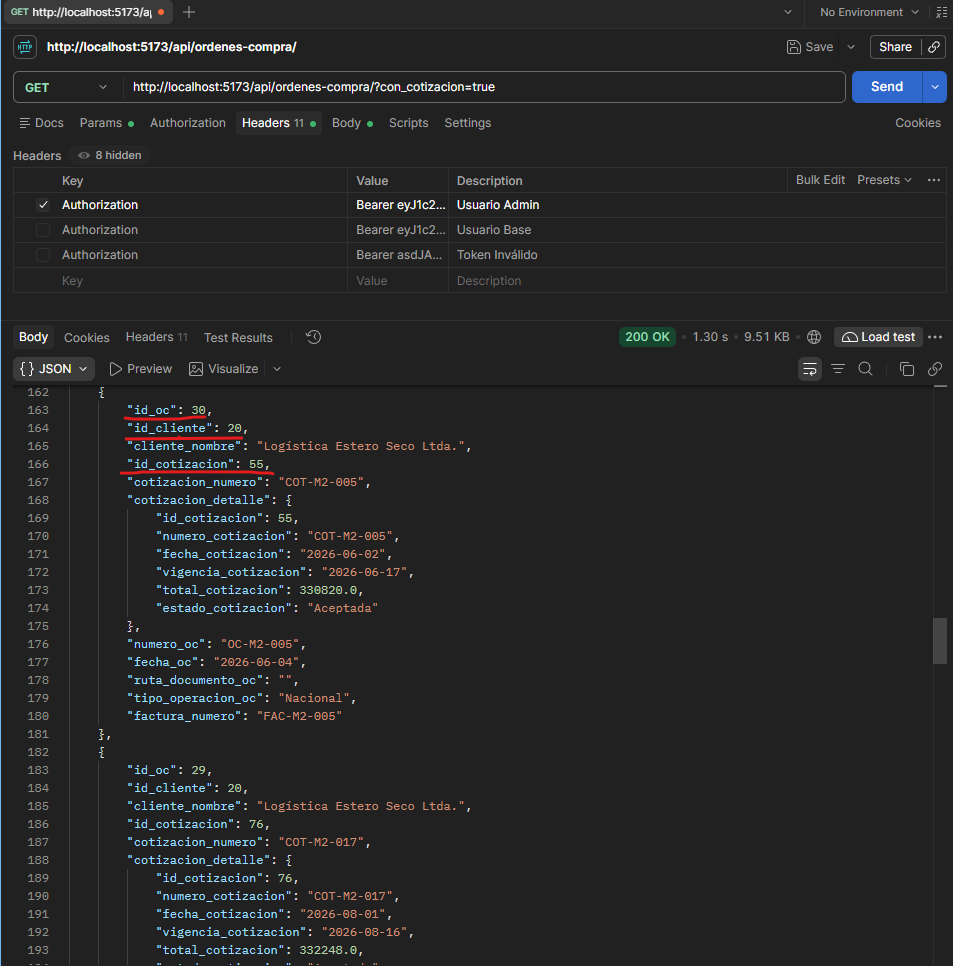 GET http://localhost:5173/a No Environment
HTTP http://localhost:5173/api/ordenes-compra/ Save Share
GET http://localhost:5173/api/ordenes-compra/?con_cotizacion=true Send
Docs Params Authorization Headers 11 Body Scripts Settings Cookies
Headers 8 hidden
Key Value Description Bulk Edit Presets
Authorization Bearer eyJ1c2... Usuario Admin
Authorization Bearer eyJ1c2... Usuario Base
Authorization Bearer asdJA... Token Inválido
Key Value Description
Body Cookies Headers 11 Test Results 200 OK 1.30 s 9.51 KB Load test
{} JSON Preview Visualize
162 {
163 "id_oc": 30,
164 "id_cliente": 20,
165 "cliente_nombre": "Logística Estero Seco Ltda.",
166 "id_cotizacion": 55,
167 "cotizacion_numero": "COT-M2-005",
168 "cotizacion_detalle": {
169 "id_cotizacion": 55,
170 "numero_cotizacion": "COT-M2-005",
171 "fecha_cotizacion": "2026-06-02",
172 "vigencia_cotizacion": "2026-06-17",
173 "total_cotizacion": 330820.0,
174 "estado_cotizacion": "Aceptada"
175 },
176 "numero_oc": "OC-M2-005",
177 "fecha_oc": "2026-06-04",
178 "ruta_documento_oc": "",
179 "tipo_operacion_oc": "Nacional",
180 "factura_numero": "FAC-M2-005"
181 },
182 {
183 "id_oc": 29,
184 "id_cliente": 20,
185 "cliente_nombre": "Logística Estero Seco Ltda.",
186 "id_cotizacion": 76,
187 "cotizacion_numero": "COT-M2-017",
188 "cotizacion_detalle": {
189 "id_cotizacion": 76,
190 "numero_cotizacion": "COT-M2-017",
191 "fecha_cotizacion": "2026-08-01",
192 "vigencia_cotizacion": "2026-08-16",
193 "total_cotizacion": 332248.0,